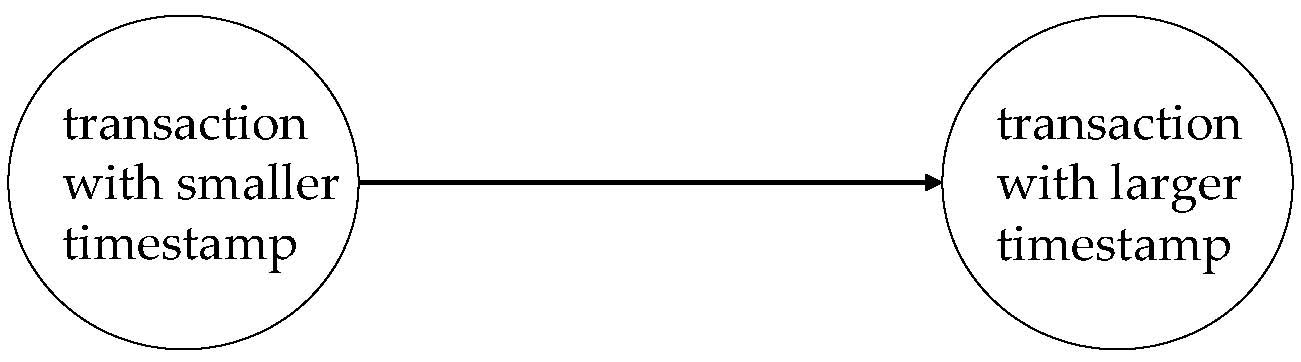 transaction
with smaller
timestamp
transaction
with larger
timestamp